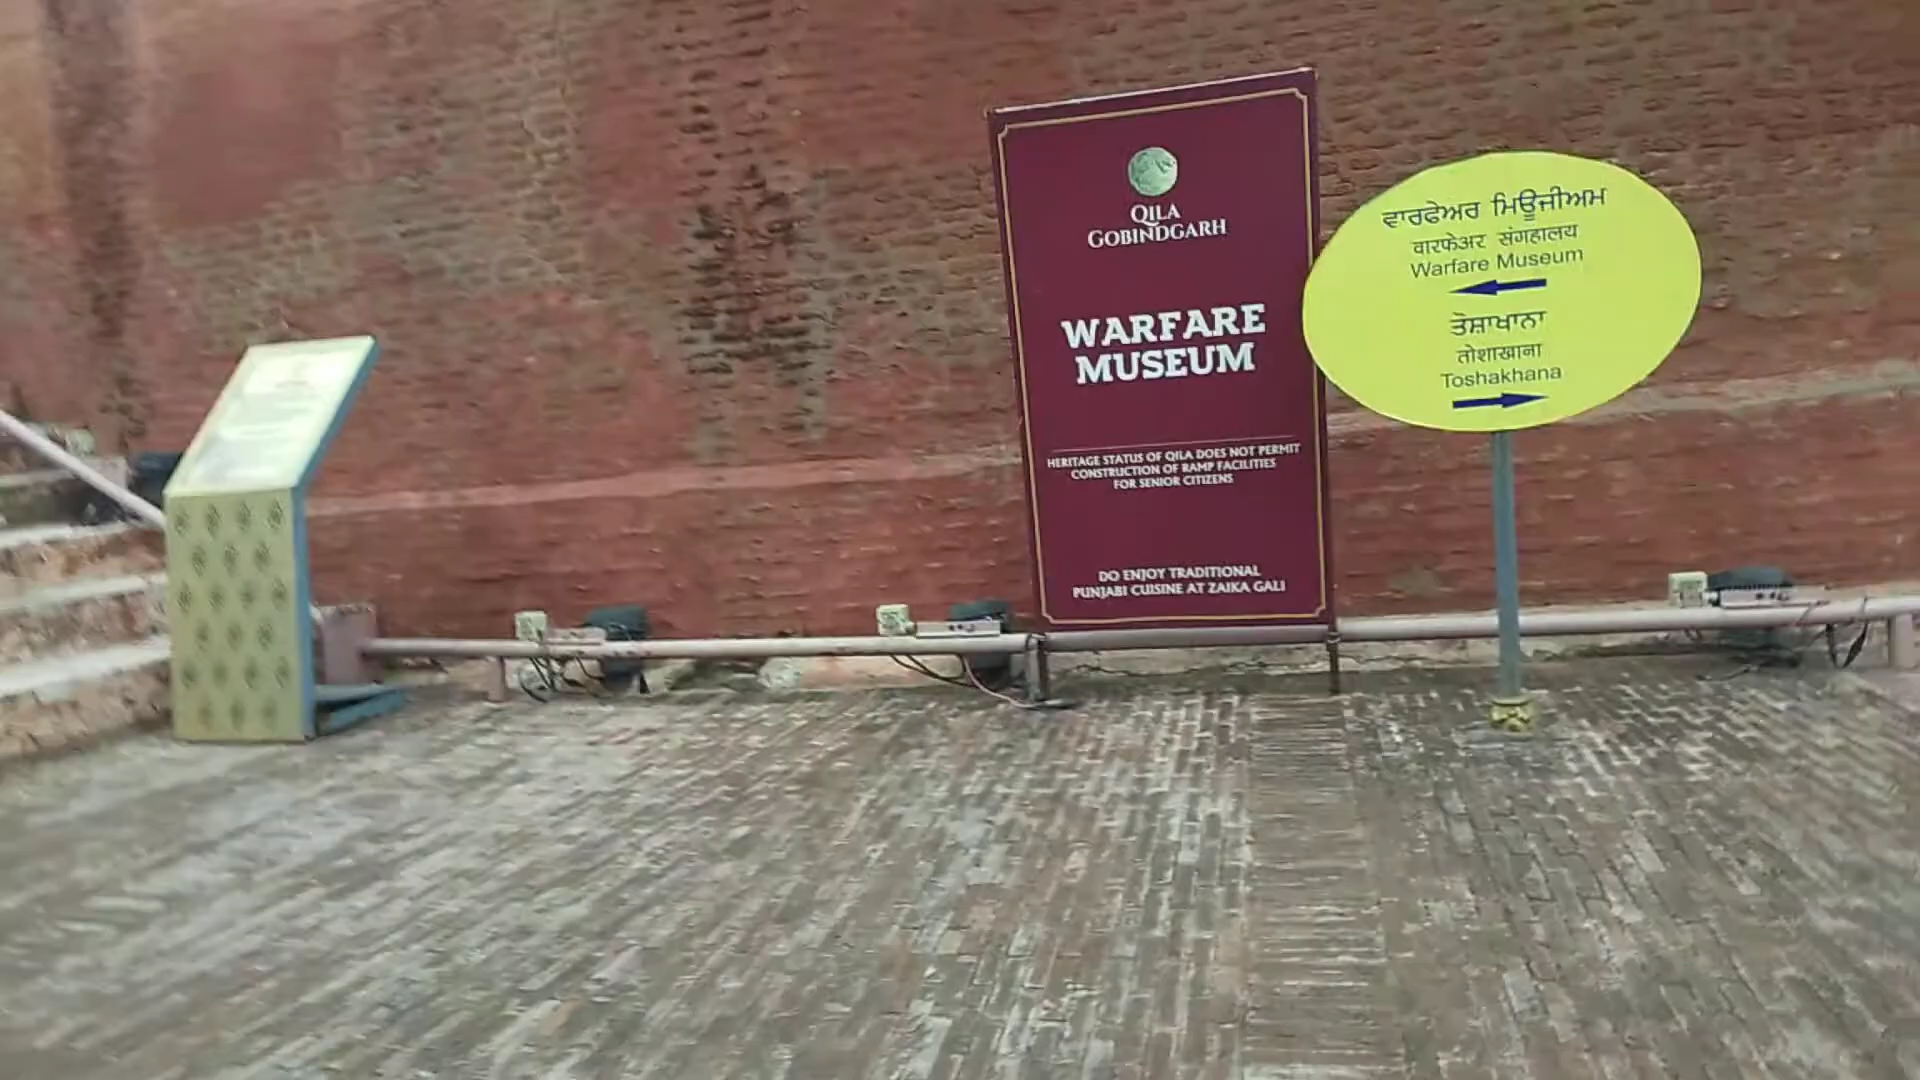 QILA
GOBINDGARH
WARFARE
MUSEUM
HERITAGE STATUS OF QILA DOES NOT PERMIT
CONSTRUCTION OF RAMP FACILITIES
FOR SENIOR CITIZENS
DO ENJOY TRADITIONAL
PUNJABI CUISINE AT ZAIKA GALI
ਵਾਰਫੇਅਰ ਮਿਊਜੀਅਮ
वारफेअर संगहालय
Warfare Museum
ਤੋਸ਼ਾਖਾਨਾ
तोशाखाना
Toshakhana